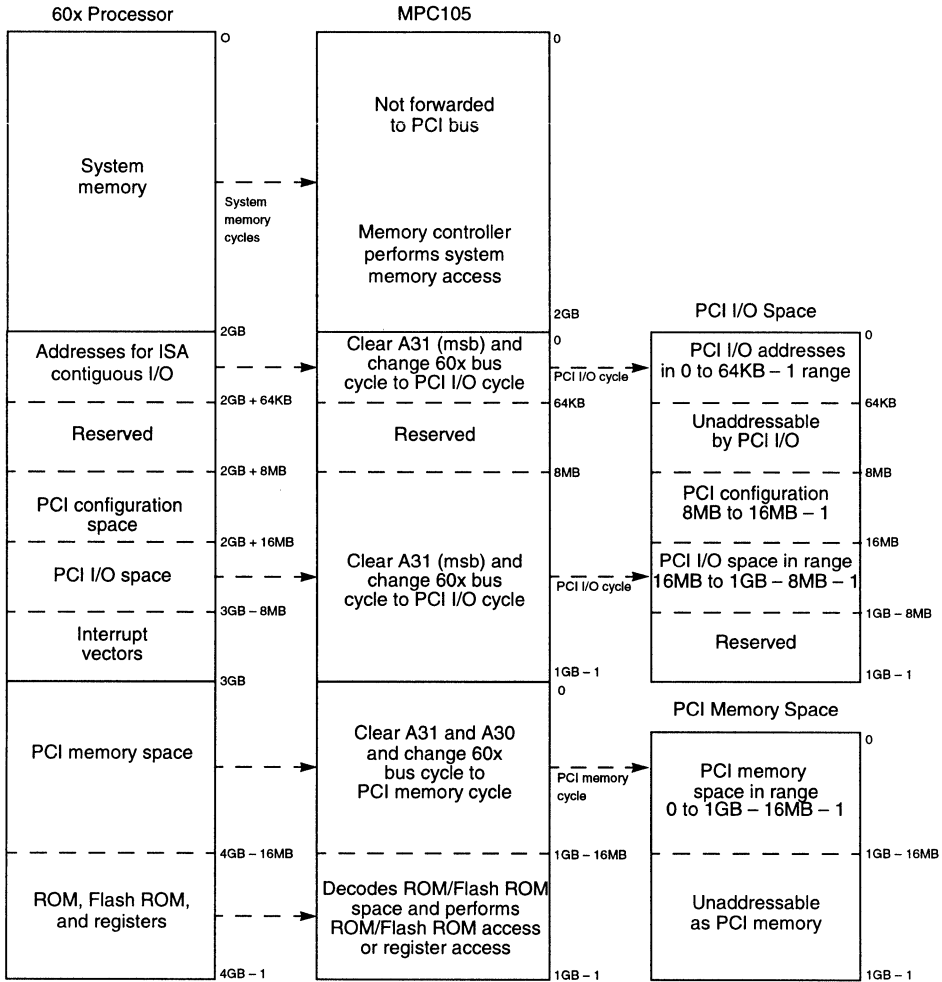 60x Processor
O
System
memory
System
memory
cycles
2GB
Addresses for ISA
contiguous I/O
2GB + 64KB
Reserved
2GB + 8MB
PCI configuration
space
2GB + 16MB
PCI I/O space
3GB – 8MB
Interrupt
vectors
3GB
PCI memory space
4GB – 16MB
ROM, Flash ROM,
and registers
4GB – 1
MPC105
0
Not forwarded
to PCI bus
Memory controller
performs system
memory access
2GB
0
Clear A31 (msb) and
change 60x bus
cycle to PCI I/O cycle
PCI I/O cycle
64KB
Reserved
8MB
Clear A31 (msb) and
change 60x bus
cycle to PCI I/O cycle
PCI I/O cycle
1GB – 1
0
Clear A31 and A30
and change 60x
bus cycle to
PCI memory cycle
PCI memory
cycle
1GB – 16MB
Decodes ROM/Flash ROM
space and performs
ROM/Flash ROM access
or register access
1GB – 1
PCI I/O Space
0
PCI I/O addresses
in 0 to 64KB – 1 range
64KB
Unaddressable
by PCI I/O
8MB
PCI configuration
8MB to 16MB – 1
16MB
PCI I/O space in range
16MB to 1GB – 8MB – 1
1GB – 8MB
Reserved
1GB – 1
PCI Memory Space
0
PCI memory
space in range
0 to 1GB – 16MB – 1
1GB – 16MB
Unaddressable
as PCI memory
1GB – 1